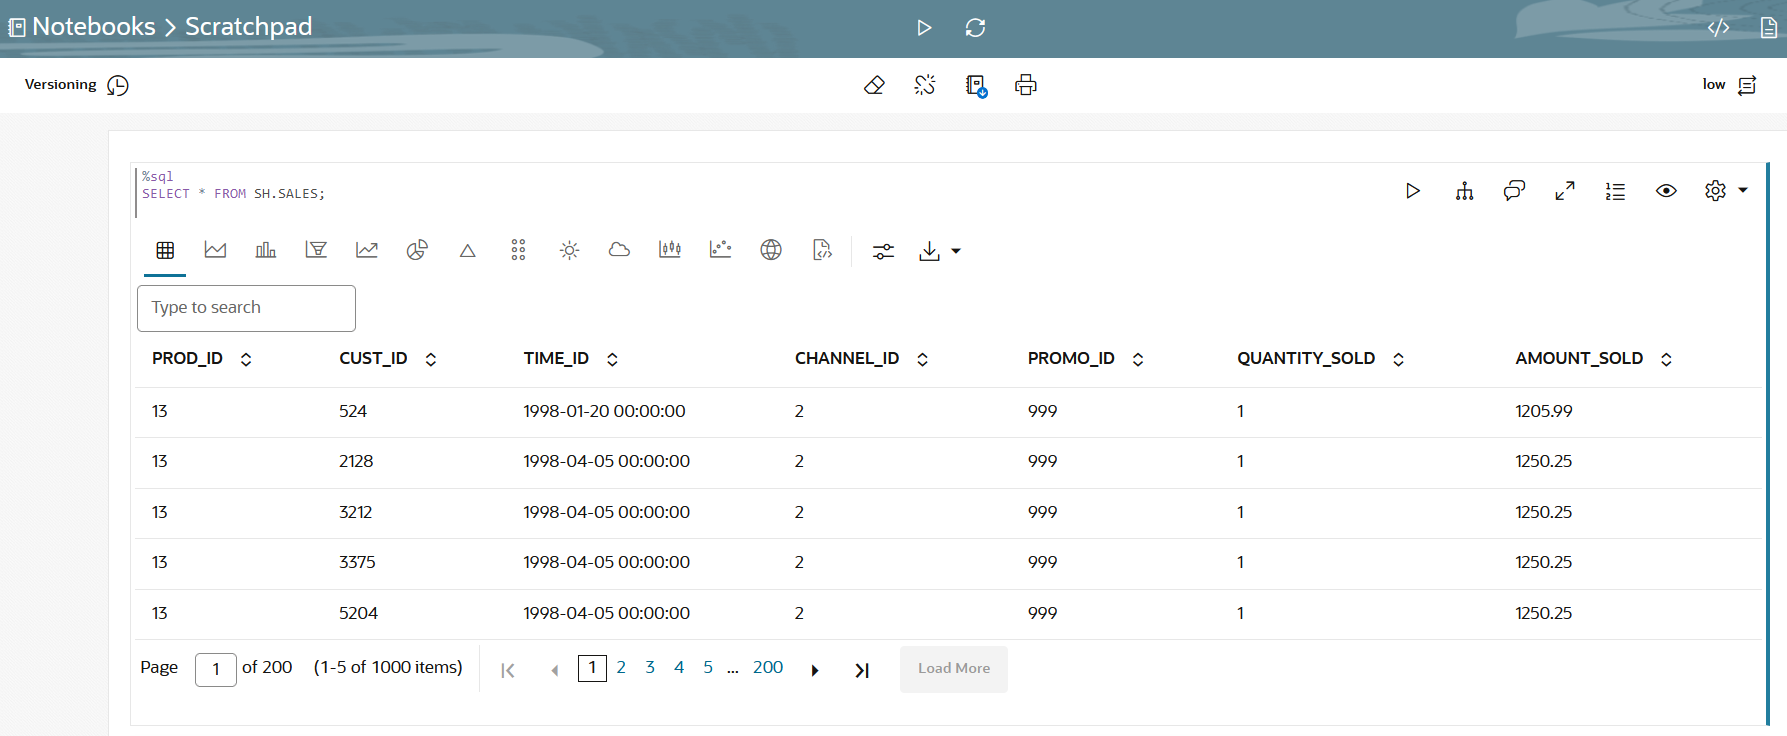 Notebooks > Scratchpad
Versioning
low
%sql
SELECT * FROM SH.SALES;
Type to search
PROD_ID CUST_ID TIME_ID CHANNEL_ID PROMO_ID QUANTITY_SOLD AMOUNT_SOLD
13 524 1998-01-20 00:00:00 2 999 1 1205.99
13 2128 1998-04-05 00:00:00 2 999 1 1250.25
13 3212 1998-04-05 00:00:00 2 999 1 1250.25
13 3375 1998-04-05 00:00:00 2 999 1 1250.25
13 5204 1998-04-05 00:00:00 2 999 1 1250.25
Page 1 of 200 (1-5 of 1000 items) 1 2 3 4 5 ... 200 Load More